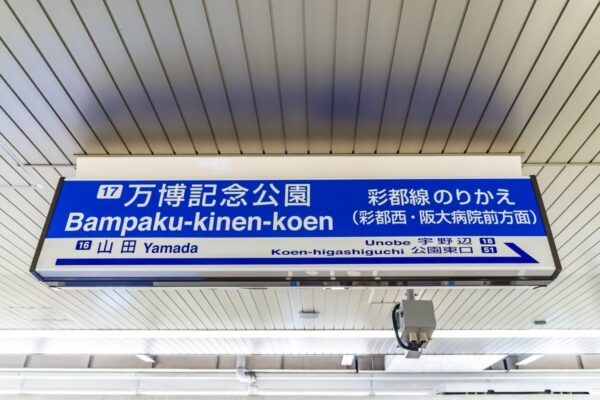 17 万博記念公園
Bampaku-kinen-koen
彩都線のりかえ
(彩都西・阪大病院前方面)
16 山田 Yamada
Unobe 宇野辺 18
Koen-higashiguchi 公園東口 51